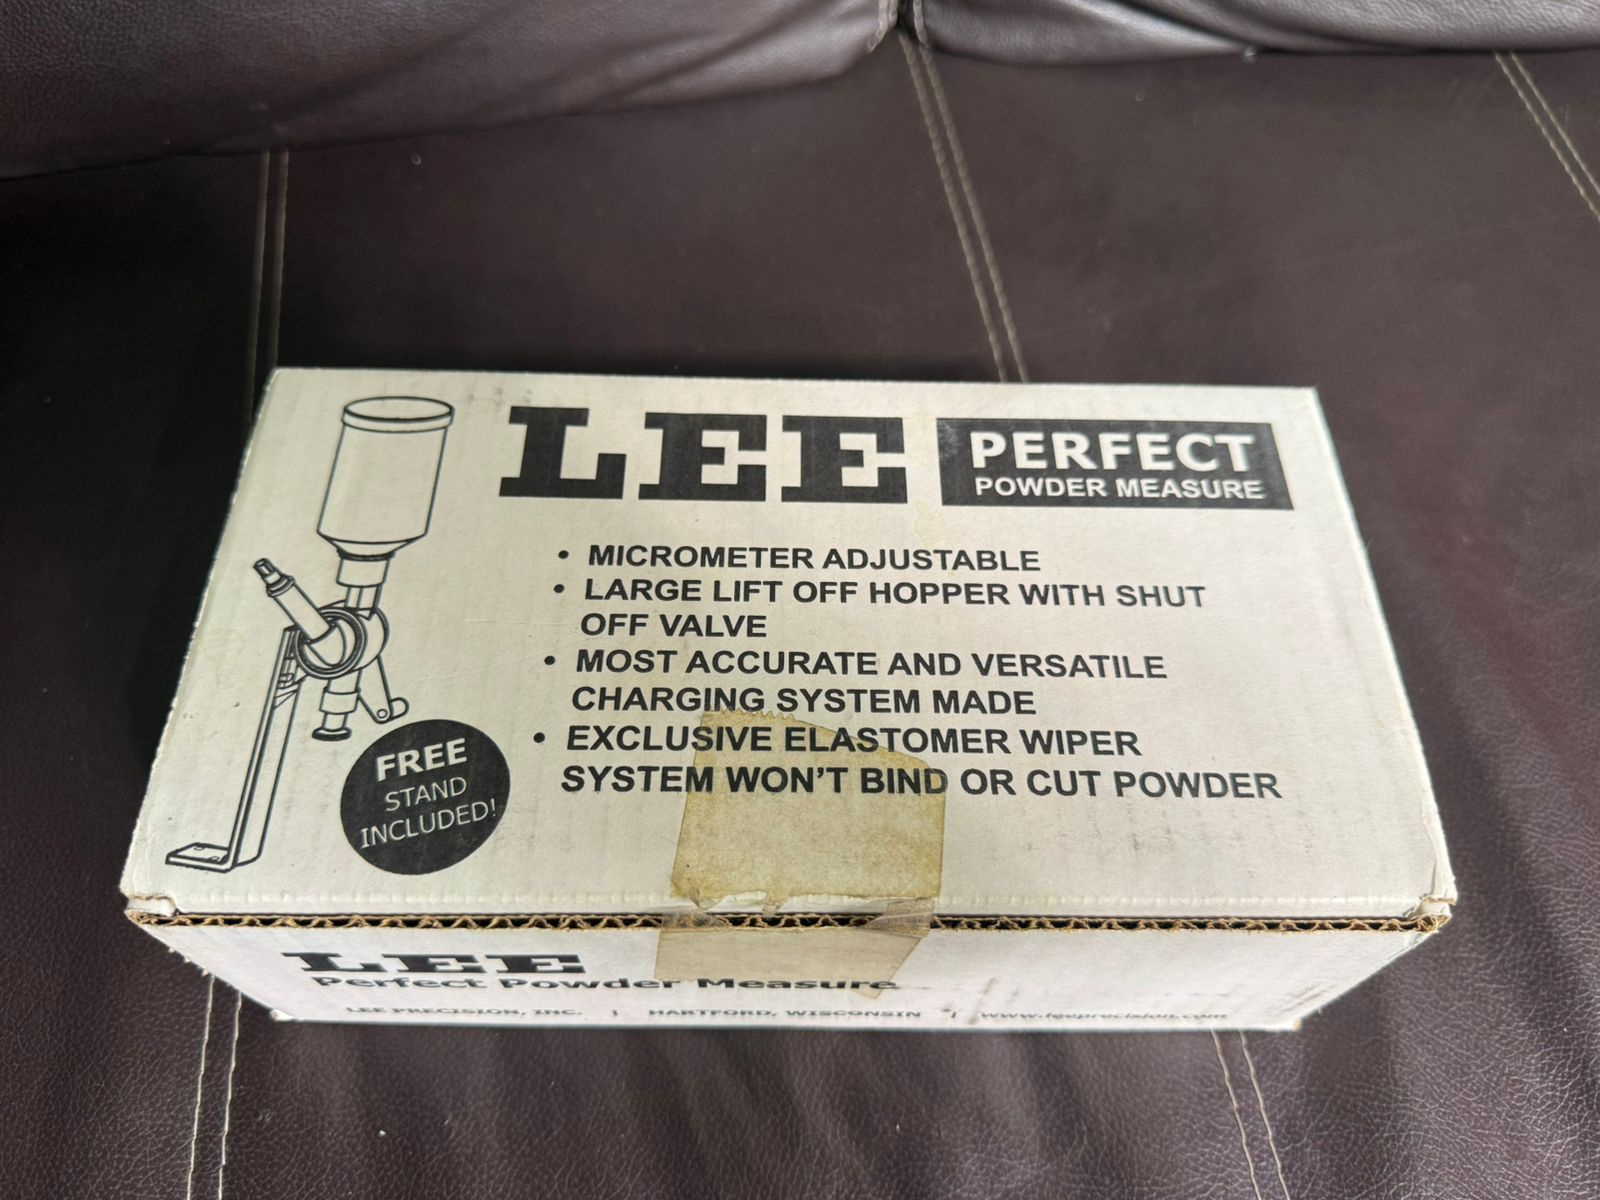 LEE PERFECT
POWDER MEASURE
• MICROMETER ADJUSTABLE
• LARGE LIFT OFF HOPPER WITH SHUT
OFF VALVE
• MOST ACCURATE AND VERSATILE
CHARGING SYSTEM MADE
• EXCLUSIVE ELASTOMER WIPER
SYSTEM WON'T BIND OR CUT POWDER
FREE
STAND
INCLUDED!
LEE
Perfect Powder Measure
LEE PRECISION, INC. | HARTFORD, WISCONSIN | www.leeprecision.com